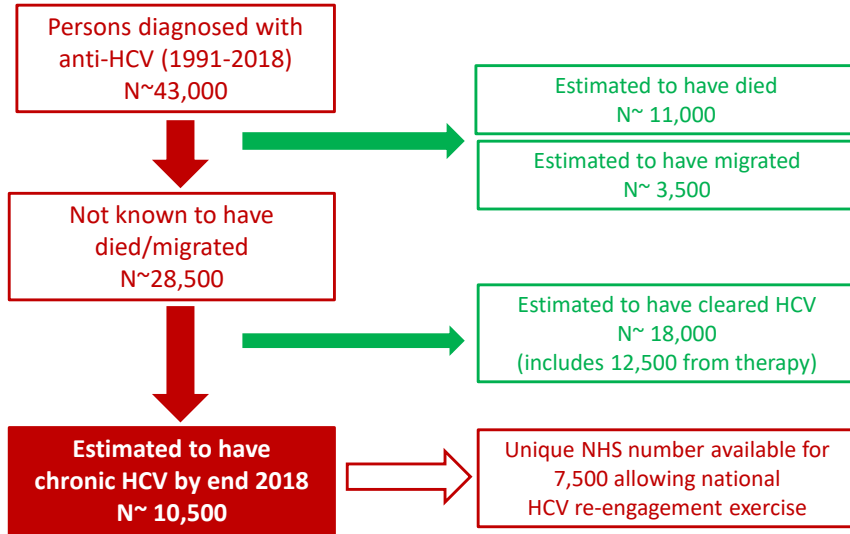 Persons diagnosed with
anti-HCV (1991-2018)
N~43,000
Estimated to have died
N~ 11,000
Estimated to have migrated
N~ 3,500
Not known to have
died/migrated
N~28,500
Estimated to have cleared HCV
N~ 18,000
(includes 12,500 from therapy)
Estimated to have
chronic HCV by end 2018
N~ 10,500
Unique NHS number available for
7,500 allowing national
HCV re-engagement exercise